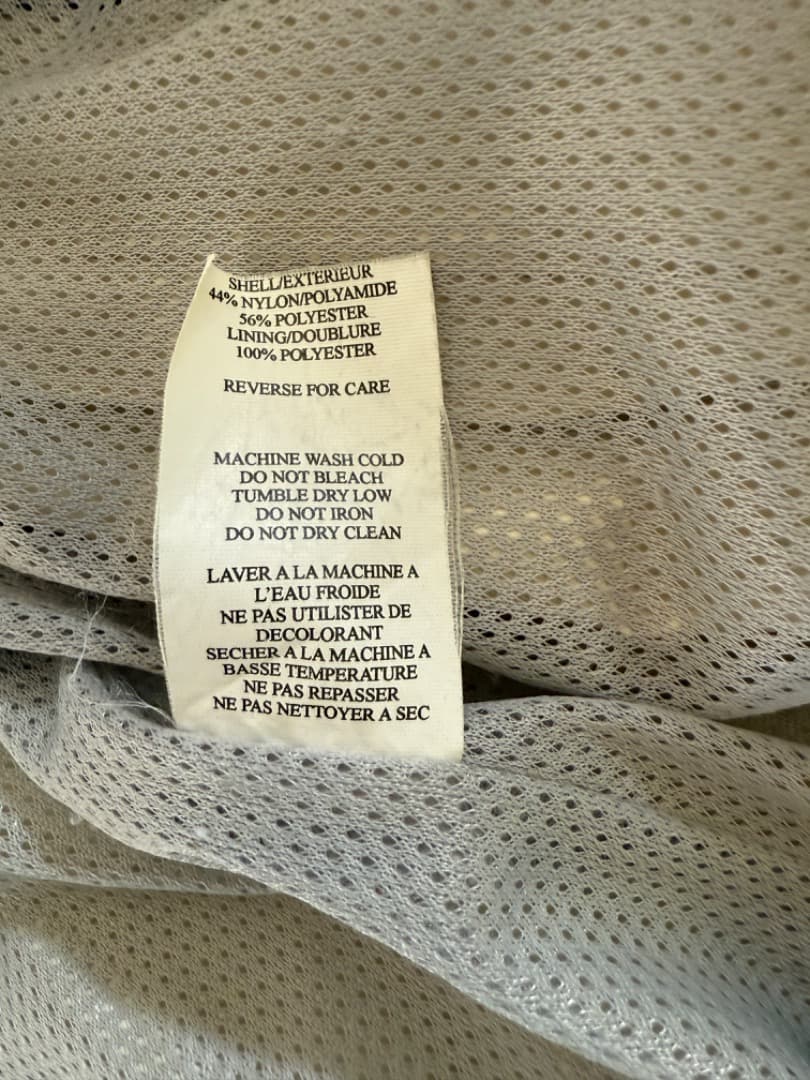 SHELL/EXTERIEUR
44% NYLON/POLYAMIDE
56% POLYESTER
LINING/DOUBLURE
100% POLYESTER
REVERSE FOR CARE
MACHINE WASH COLD
DO NOT BLEACH
TUMBLE DRY LOW
DO NOT IRON
DO NOT DRY CLEAN
LAVER A LA MACHINE A
L'EAU FROIDE
NE PAS UTILISTER DE
DECOLORANT
SECHER A LA MACHINE A
BASSE TEMPERATURE
NE PAS REPASSER
NE PAS NETTOYER A SEC